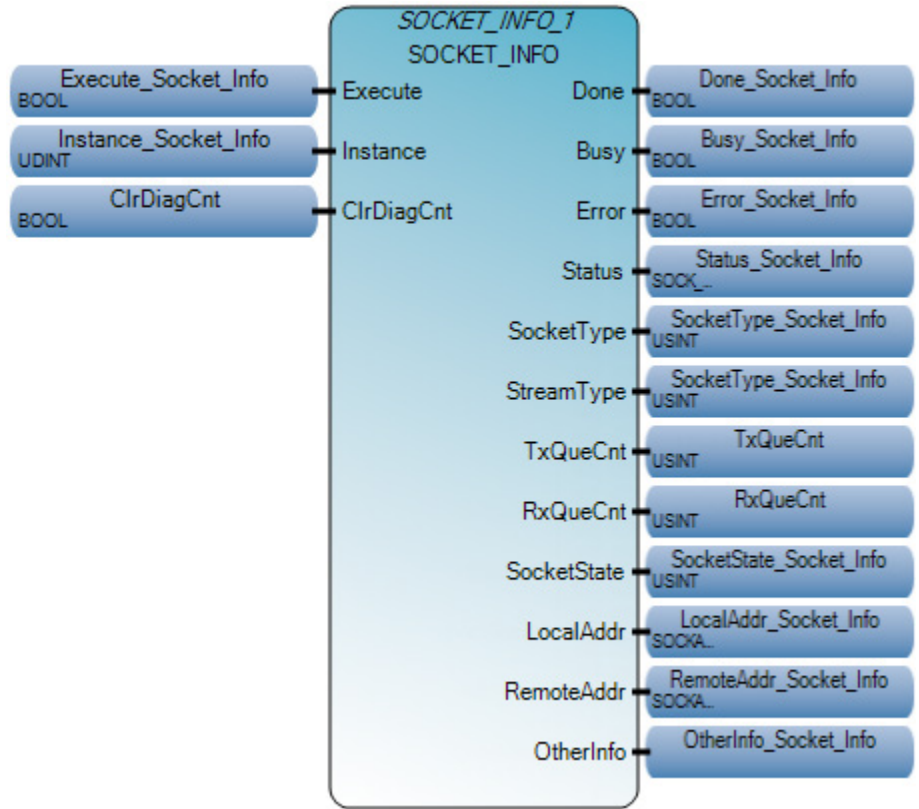 SOCKET_INFO_1
SOCKET_INFO
Execute_Socket_Info
BOOL
Execute
Done
Done_Socket_Info
BOOL
Instance_Socket_Info
UDINT
Instance
Busy
Busy_Socket_Info
BOOL
ClrDiagCnt
BOOL
ClrDiagCnt
Error
Error_Socket_Info
BOOL
Status
Status_Socket_Info
SOCK_...
SocketType
SocketType_Socket_Info
USINT
StreamType
SocketType_Socket_Info
USINT
TxQueCnt
TxQueCnt
USINT
RxQueCnt
RxQueCnt
USINT
SocketState
SocketState_Socket_Info
USINT
LocalAddr
LocalAddr_Socket_Info
SOCKA...
RemoteAddr
RemoteAddr_Socket_Info
SOCKA...
OtherInfo
OtherInfo_Socket_Info